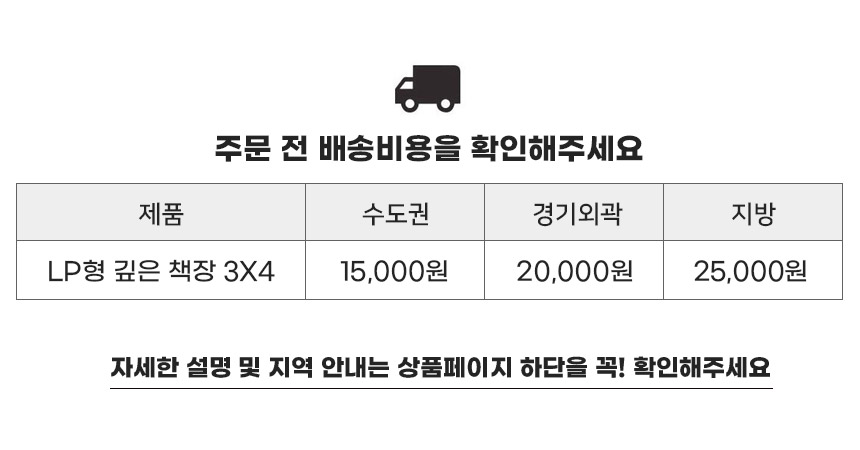 주문 전 배송비용을 확인해주세요
제품 수도권 경기외곽 지방
LP형 깊은 책장 3X4 15,000원 20,000원 25,000원
자세한 설명 및 지역 안내는 상품페이지 하단을 꼭! 확인해주세요